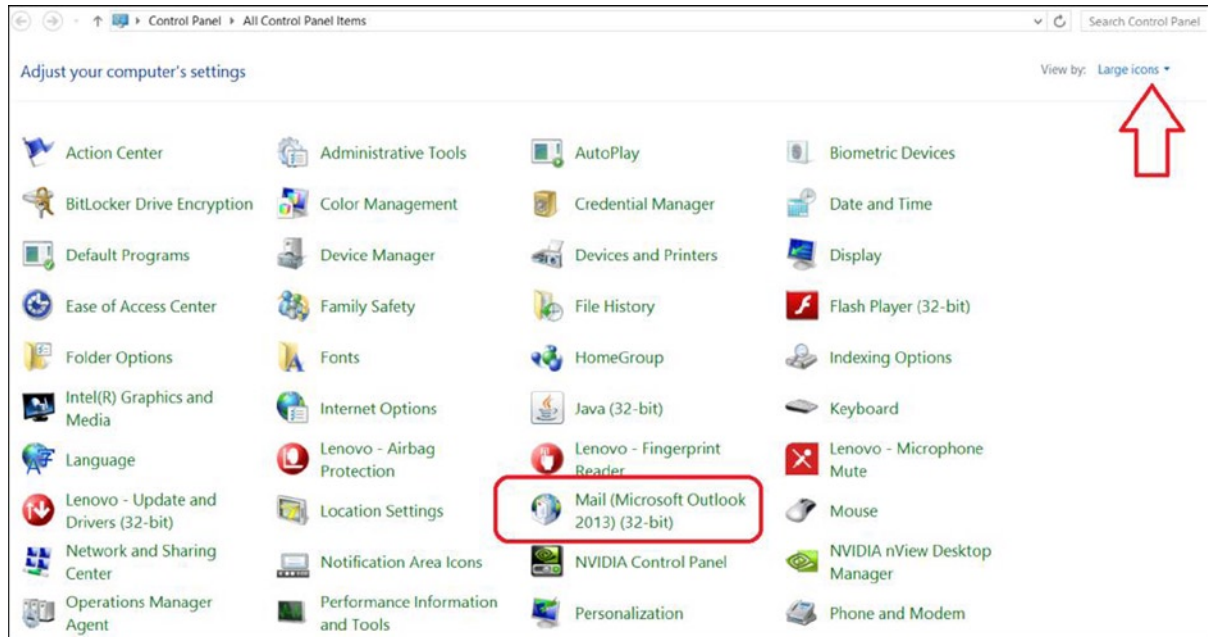 Control Panel All Control Panel Items
Search Control Panel
Adjust your computer's settings
View by: Large icons
Action Center
Administrative Tools
AutoPlay
Biometric Devices
BitLocker Drive Encryption
Color Management
Credential Manager
Date and Time
Default Programs
Device Manager
Devices and Printers
Display
Ease of Access Center
Family Safety
File History
Flash Player (32-bit)
Folder Options
Fonts
HomeGroup
Indexing Options
Intel(R) Graphics and
Media
Internet Options
Java (32-bit)
Keyboard
Language
Lenovo - Airbag
Protection
Lenovo - Fingerprint
Reader
Lenovo - Microphone
Mute
Lenovo - Update and
Drivers (32-bit)
Location Settings
Mail (Microsoft Outlook
2013) (32-bit)
Mouse
Network and Sharing
Center
Notification Area Icons
NVIDIA Control Panel
NVIDIA nView Desktop
Manager
Operations Manager
Agent
Performance Information
and Tools
Personalization
Phone and Modem